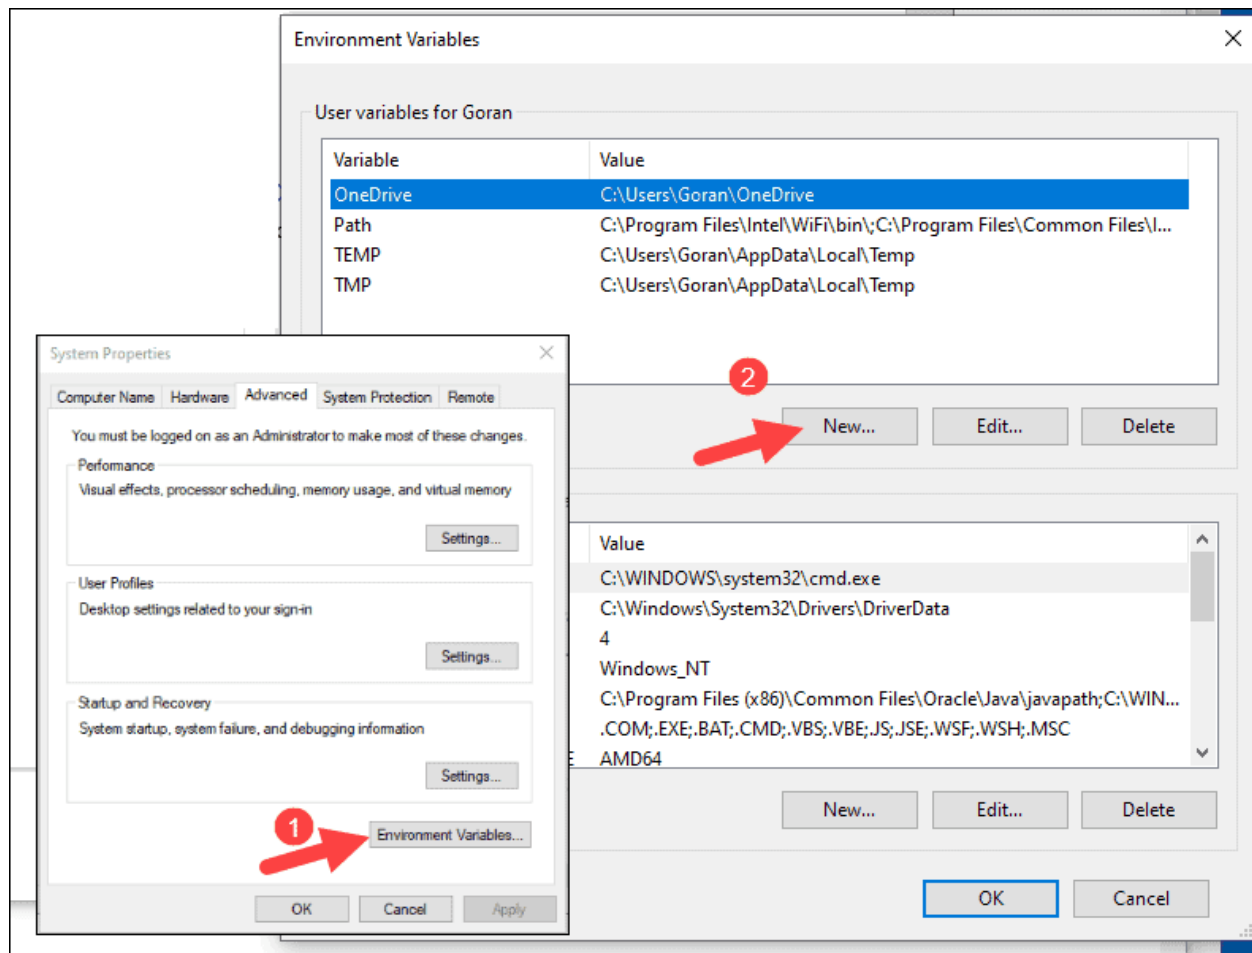 Environment Variables
User variables for Goran
Variable Value
OneDrive C:\Users\Goran\OneDrive
Path C:\Program Files\Intel\WiFi\bin\;C:\Program Files\Common Files\I...
TEMP C:\Users\Goran\AppData\Local\Temp
TMP C:\Users\Goran\AppData\Local\Temp
2
New... Edit... Delete
Value
C:\WINDOWS\system32\cmd.exe
C:\Windows\System32\Drivers\DriverData
4
Windows_NT
C:\Program Files (x86)\Common Files\Oracle\Java\javapath;C:\WIN...
.COM;.EXE;.BAT;.CMD;.VBS;.VBE;.JS;.JSE;.WSF;.WSH;.MSC
E AMD64
New... Edit... Delete
OK Cancel
System Properties
Computer Name Hardware Advanced System Protection Remote
You must be logged on as an Administrator to make most of these changes.
Performance
Visual effects, processor scheduling, memory usage, and virtual memory
Settings...
User Profiles
Desktop settings related to your sign-in
Settings...
Startup and Recovery
System startup, system failure, and debugging information
Settings...
1
Environment Variables...
OK Cancel Apply